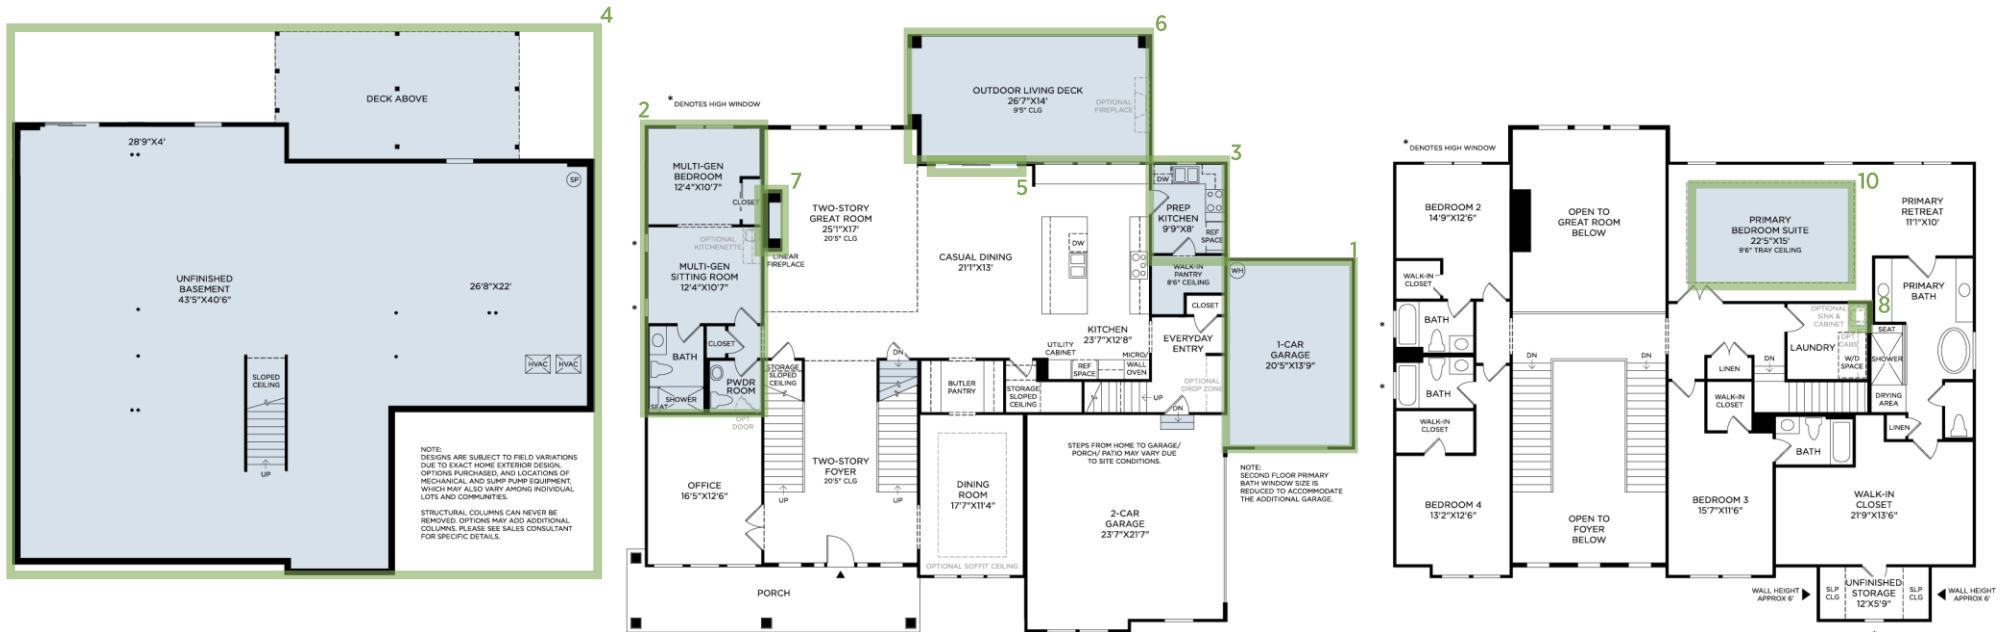 4
DECK ABOVE
28'9"X4'
SP
UNFINISHED
BASEMENT
43'5"X40'6"
26'8"X22'
HVAC
HVAC
SLOPED
CEILING
UP
NOTE:
DESIGNS ARE SUBJECT TO FIELD VARIATIONS
DUE TO EXACT HOME EXTERIOR DESIGN,
OPTIONS PURCHASED, AND LOCATIONS OF
MECHANICAL AND SUMP PUMP EQUIPMENT,
WHICH MAY ALSO VARY AMONG INDIVIDUAL
LOTS AND COMMUNITIES.
STRUCTURAL COLUMNS CAN NEVER BE
REMOVED. OPTIONS MAY ADD ADDITIONAL
COLUMNS. PLEASE SEE SALES CONSULTANT
FOR SPECIFIC DETAILS.
6
OUTDOOR LIVING DECK
26'7"X14'
9'5" CLG
OPTIONAL
FIREPLACE
* DENOTES HIGH WINDOW
2
MULTI-GEN
BEDROOM
12'4"X10'7"
CLOSET
7
LINEAR
FIREPLACE
OPTIONAL
KITCHENETTE
*
MULTI-GEN
SITTING ROOM
12'4"X10'7"
*
BATH
CLOSET
SHOWER
SEAT
PWDR
ROOM
OPT
DOOR
TWO-STORY
GREAT ROOM
25'1"X17'
20'5" CLG
5
CASUAL DINING
21'1"X13'
3
DW
PREP
KITCHEN
9'9"X8'
REF
SPACE
DW
WALK-IN
PANTRY
8'6" CEILING
CLOSET
KITCHEN
23'7"X12'8"
EVERYDAY
ENTRY
UTILITY
CABINET
REF
SPACE
MICRO/
WALL
OVEN
OPTIONAL
DROP ZONE
STORAGE
SLOPED
CEILING
DN
BUTLER
PANTRY
STORAGE
SLOPED
CEILING
UP
DN
1
WH
1-CAR
GARAGE
20'5"X13'9"
OFFICE
16'5"X12'6"
UP
TWO-STORY
FOYER
20'5" CLG
UP
DINING
ROOM
17'7"X11'4"
OPTIONAL SOFFIT CEILING
STEPS FROM HOME TO GARAGE/
PORCH/ PATIO MAY VARY DUE
TO SITE CONDITIONS.
2-CAR
GARAGE
23'7"X21'7"
NOTE:
SECOND FLOOR PRIMARY
BATH WINDOW SIZE IS
REDUCED TO ACCOMMODATE
THE ADDITIONAL GARAGE.
PORCH
* DENOTES HIGH WINDOW
BEDROOM 2
14'9"X12'6"
OPEN TO
GREAT ROOM
BELOW
10
PRIMARY
BEDROOM SUITE
22'5"X15'
9'6" TRAY CEILING
PRIMARY
RETREAT
11'1"X10'
WALK-IN
CLOSET
PRIMARY
BATH
*
BATH
OPTIONAL
SINK &
CABINET
8
OPT
CABS
LAUNDRY
W/D
SPACE
SEAT
SHOWER
DRYING
AREA
DN
DN
DN
LINEN
*
BATH
WALK-IN
CLOSET
WALK-IN
CLOSET
LINEN
BATH
BEDROOM 4
13'2"X12'6"
OPEN TO
FOYER
BELOW
BEDROOM 3
15'7"X11'6"
WALK-IN
CLOSET
21'9"X13'6"
WALL HEIGHT
APPROX 6'
SLP
CLG
UNFINISHED
STORAGE
12'X5'9"
SLP
CLG
WALL HEIGHT
APPROX 6'